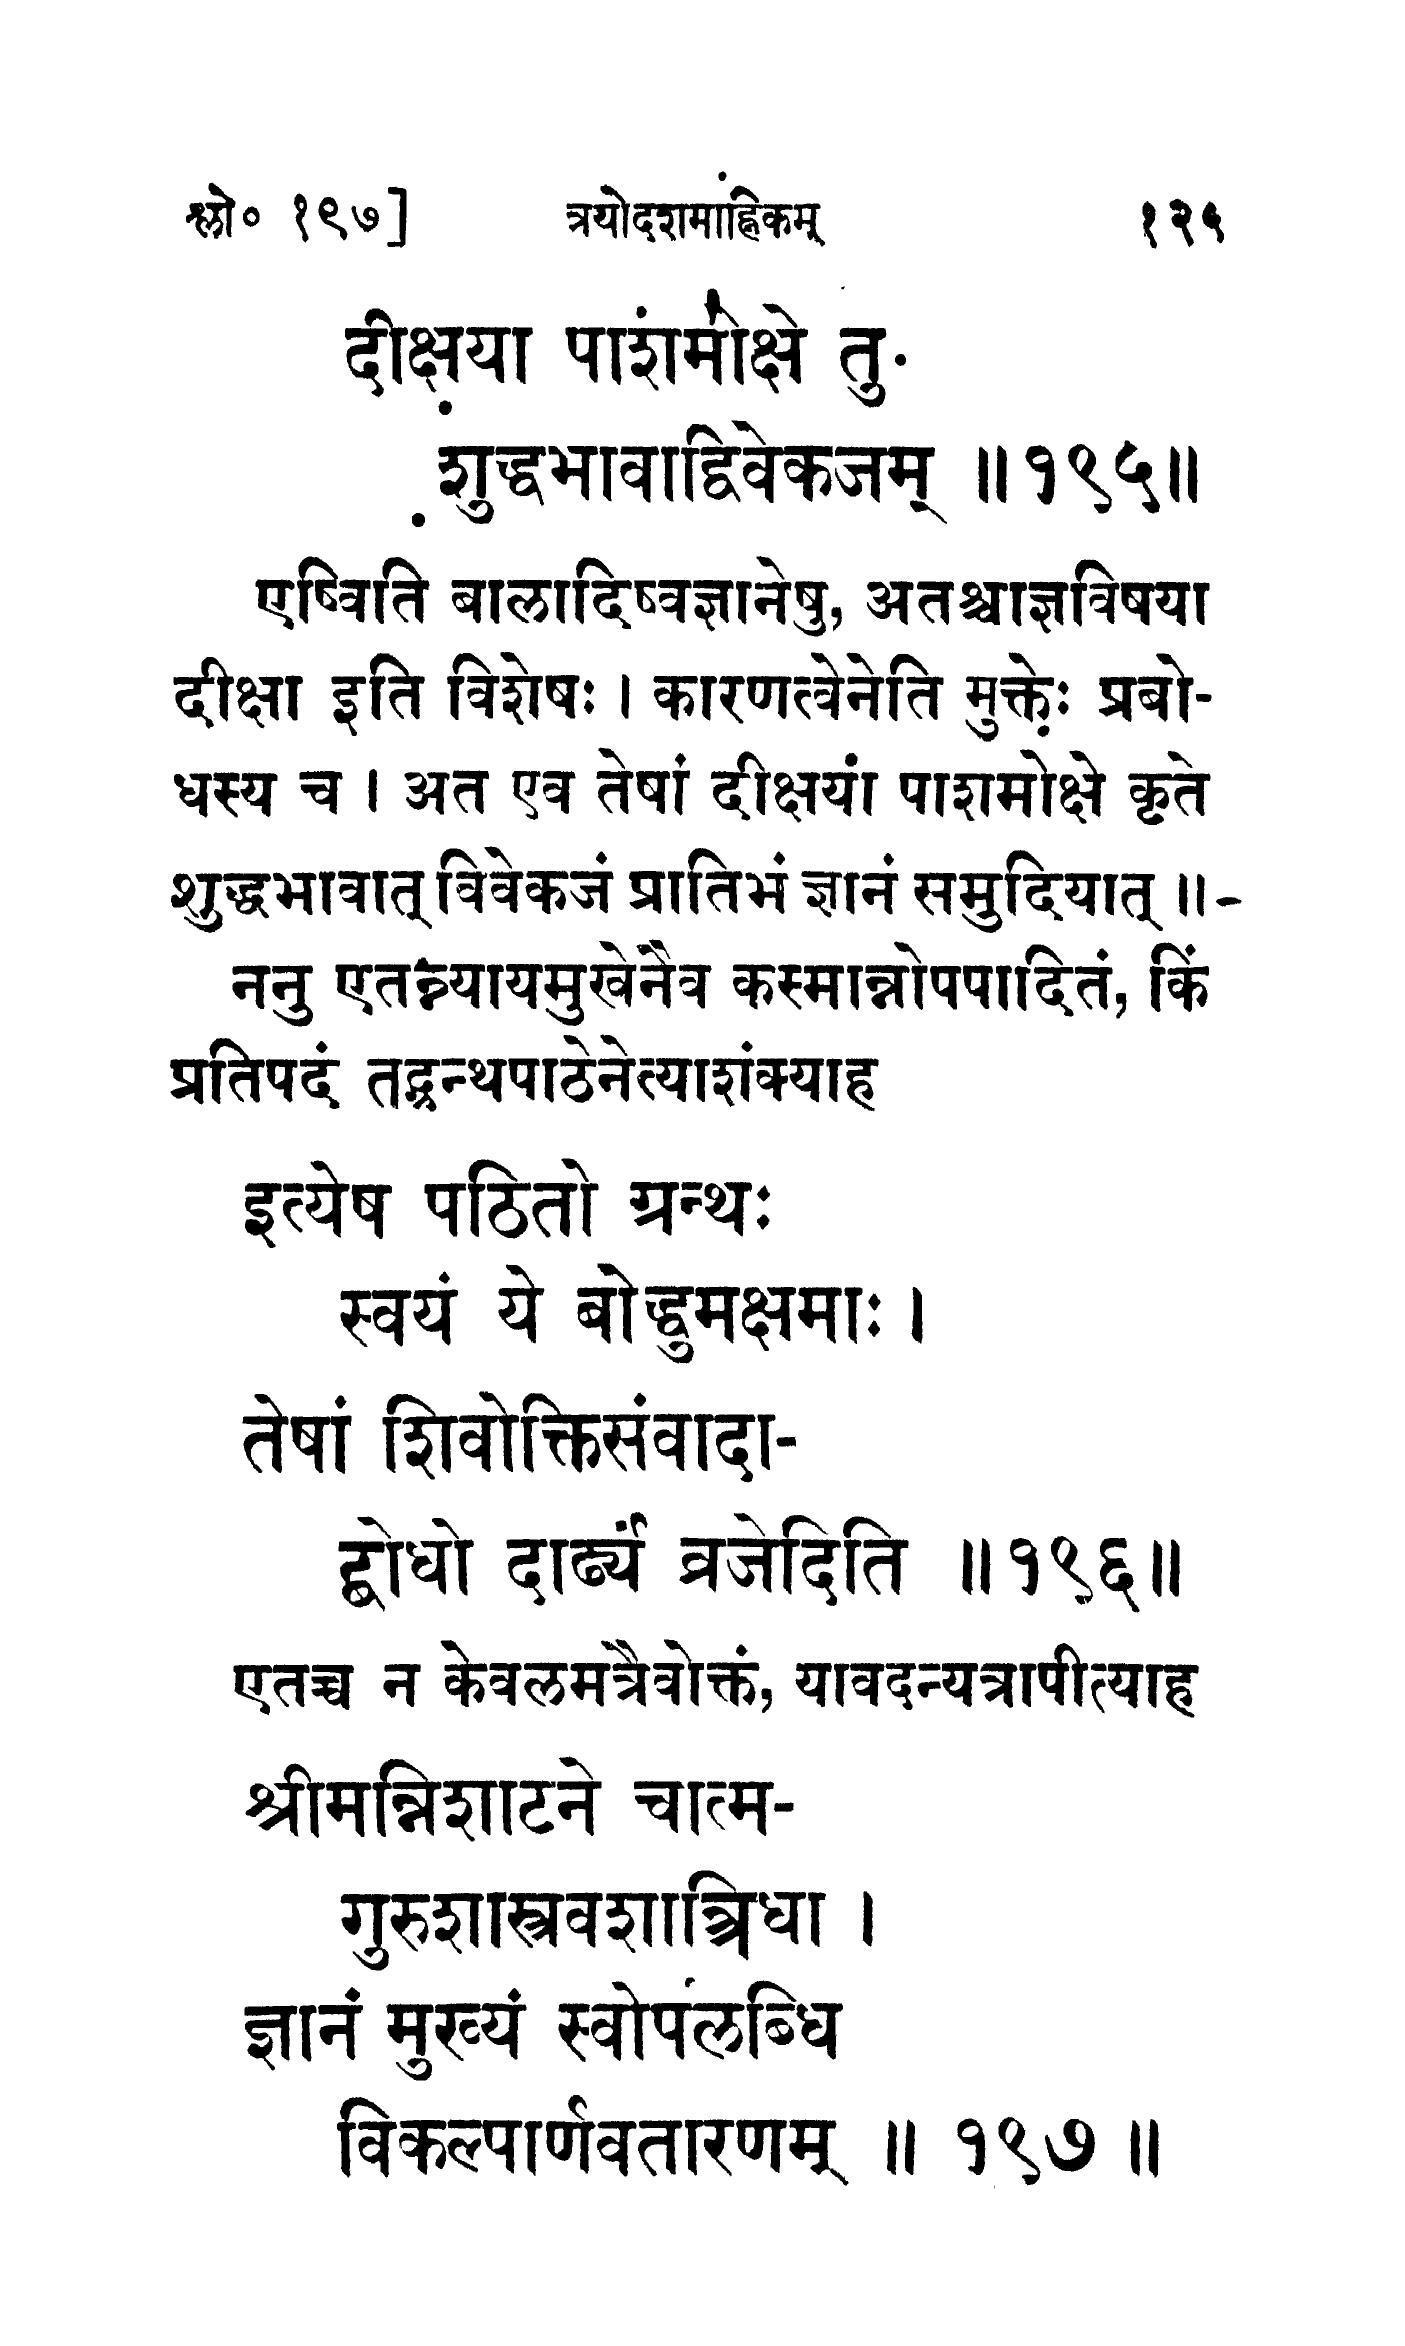 श्लो० १९७]	त्रयोदशमाह्निकम्	१२५
दीक्षया पाशमोक्षे तु
शुद्धभावाद्विवेकजम् ॥१९५॥
एष्विति बालादिष्वज्ञानेषु, अतश्चाज्ञविषया
दीक्षा इति विशेषः । कारणत्वेनेति मुक्तेः प्रबो-
धस्य च । अत एव तेषां दीक्षयां पाशमोक्षे कृते
शुद्धभावात् विवेकजं प्रातिभं ज्ञानं समुदियात् ॥-
ननु एतन्न्यायमुखेनैव कस्मान्नोपपादितं, किं
प्रतिपदं तद्ग्रन्थपाठेनेत्याशंक्याह
इत्येष पठितो ग्रन्थः
स्वयं ये बोद्धुमक्षमाः ।
तेषां शिवोक्तिसंवादा-
द्बोधो दार्ढ्यं व्रजेदिति ॥१९६॥
एतच्च न केवलमत्रैवोक्तं, यावदन्यत्रापीत्याह
श्रीमन्निशाटने चात्म-
गुरुशास्त्रवशात्त्रिधा ।
ज्ञानं मुख्यं स्वोपलब्धि
विकल्पार्णवतारणम् ॥ १९७ ॥